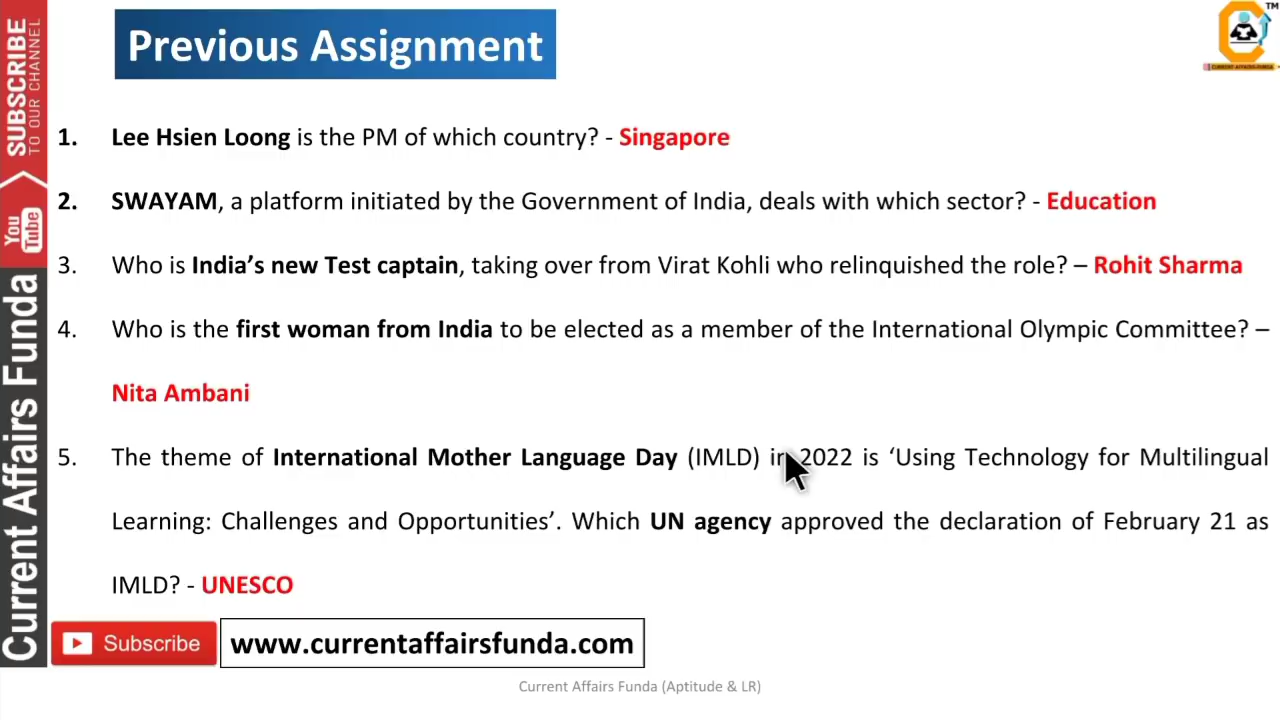 Previous Assignment
TM
CURRENT AFFAIRS FUNDA
SUBSCRIBE
TO OUR CHANNEL
You
Tube
Current Affairs Funda
1. Lee Hsien Loong is the PM of which country? - Singapore
2. SWAYAM, a platform initiated by the Government of India, deals with which sector? - Education
3. Who is India’s new Test captain, taking over from Virat Kohli who relinquished the role? – Rohit Sharma
4. Who is the first woman from India to be elected as a member of the International Olympic Committee? –
Nita Ambani
5. The theme of International Mother Language Day (IMLD) in 2022 is ‘Using Technology for Multilingual
Learning: Challenges and Opportunities’. Which UN agency approved the declaration of February 21 as
IMLD? - UNESCO
Subscribe
www.currentaffairsfunda.com
Current Affairs Funda (Aptitude & LR)